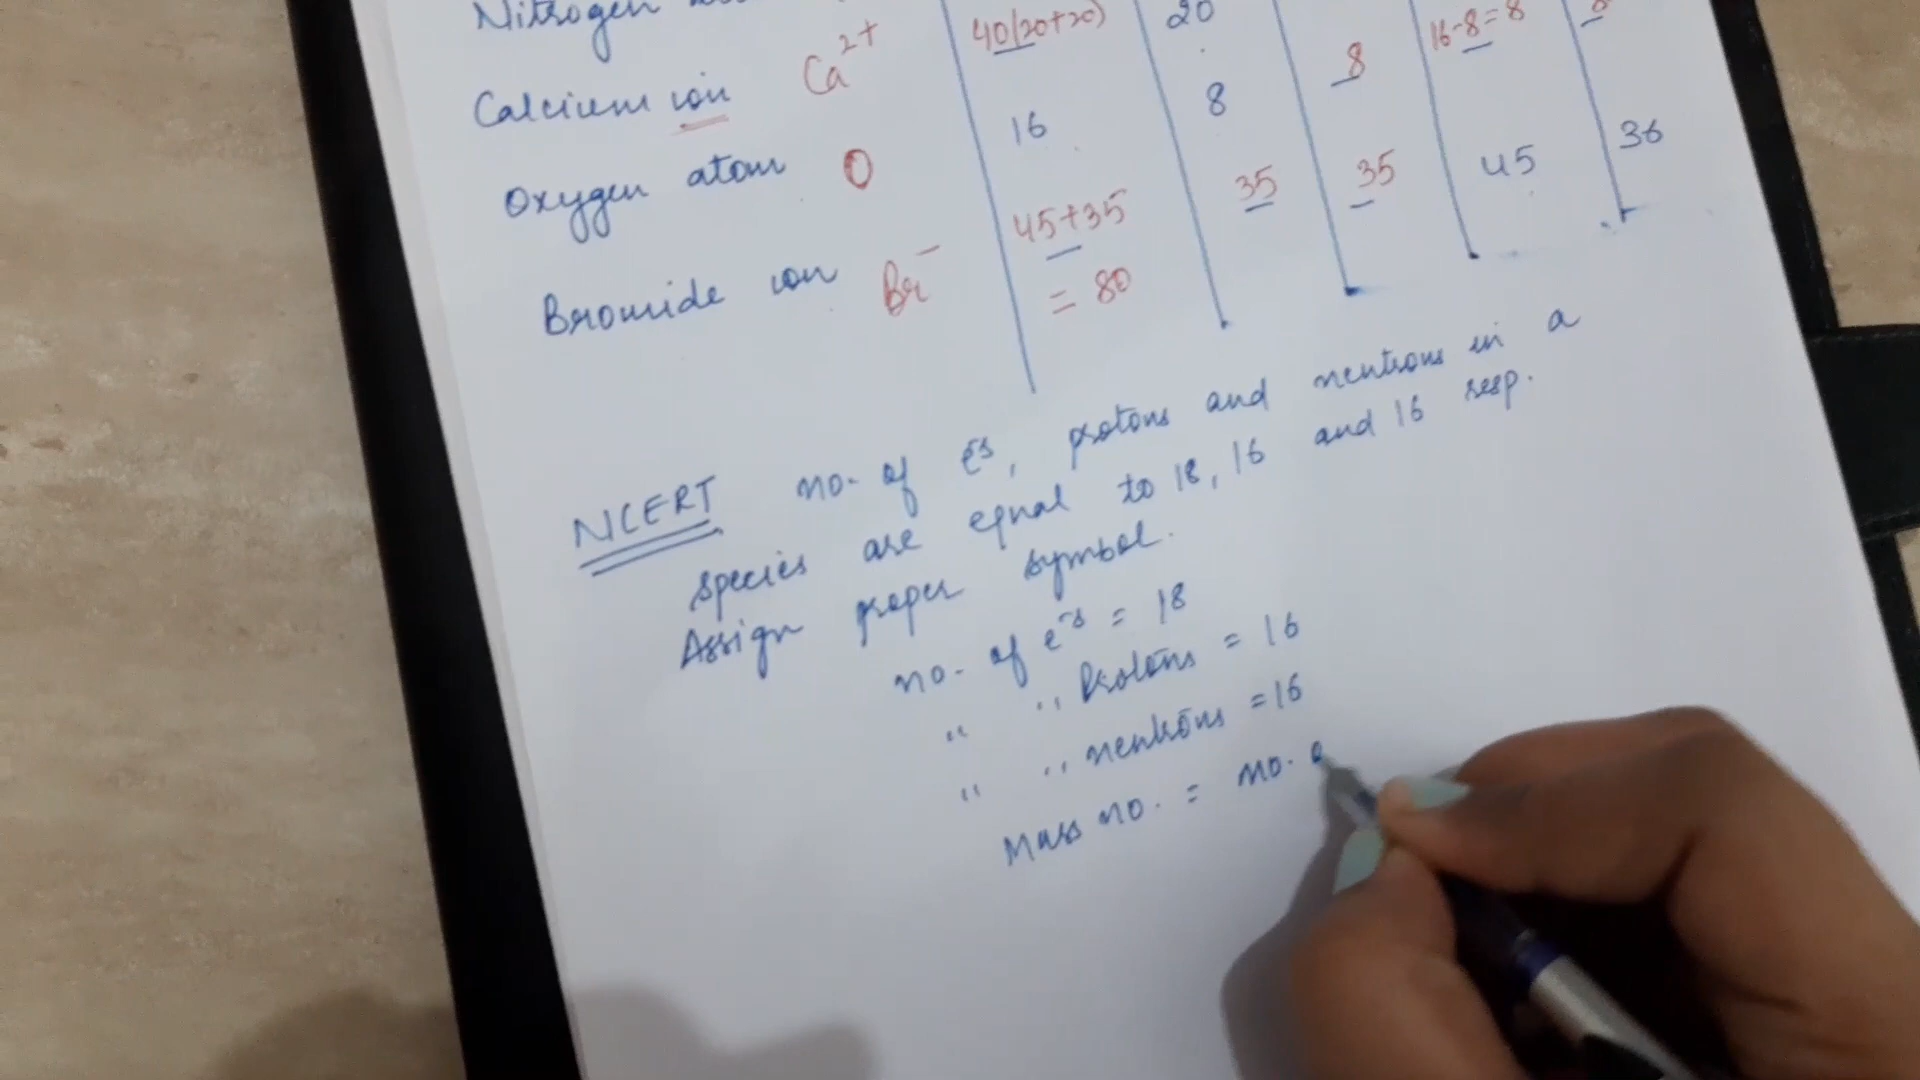 Nitrogen
40(20+20) 20 16-8=8 8
Calcium ion Ca2+ 8
16 8
Oxygen atom O 36
35 35 45
45+35
Bromide ion Br- = 80
NCERT no. of e-s, protons and neutrons in a
species are equal to 18, 16 and 16 resp.
Assign proper symbol.
no. of e-s = 18
" " Protons = 16
" " neutrons = 16
Mass no. = no. o